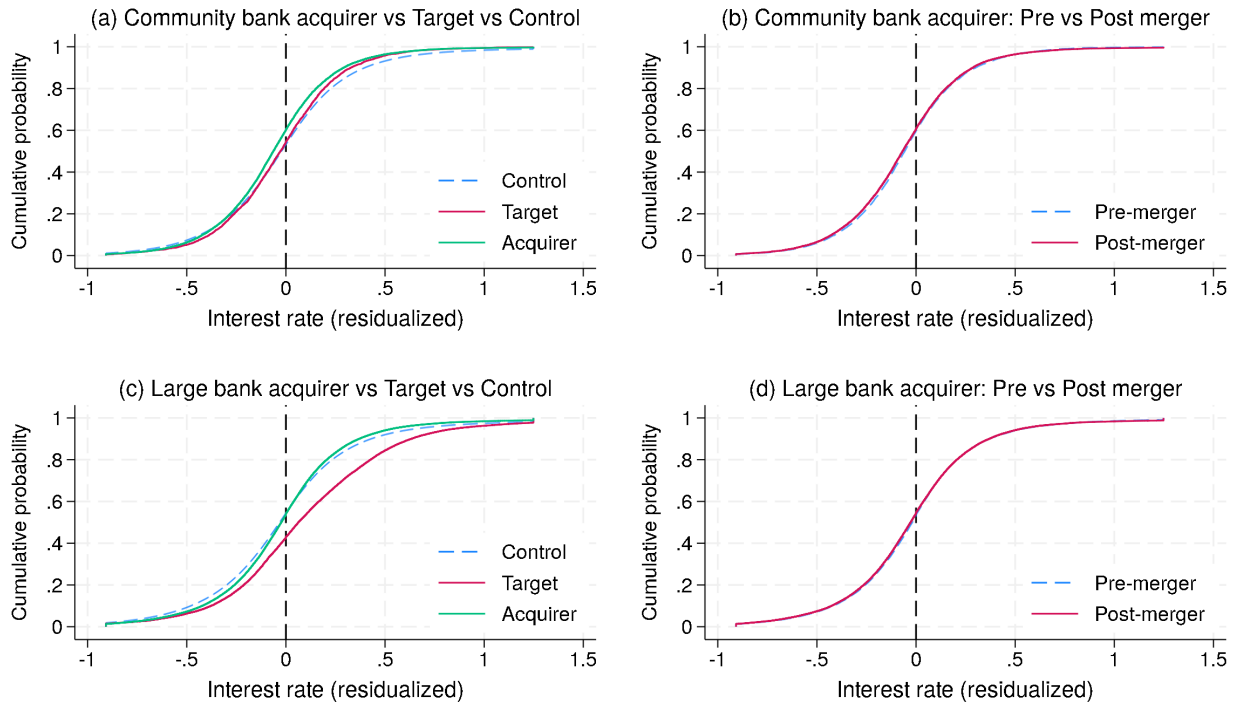 (a) Community bank acquirer vs Target vs Control
Cumulative probability
1
.8
.6
.4
.2
0
-1
-.5
0
.5
1
1.5
Control
Target
Acquirer
Interest rate (residualized)
(b) Community bank acquirer: Pre vs Post merger
Cumulative probability
1
.8
.6
.4
.2
0
-1
-.5
0
.5
1
1.5
Pre-merger
Post-merger
Interest rate (residualized)
(c) Large bank acquirer vs Target vs Control
Cumulative probability
1
.8
.6
.4
.2
0
-1
-.5
0
.5
1
1.5
Control
Target
Acquirer
Interest rate (residualized)
(d) Large bank acquirer: Pre vs Post merger
Cumulative probability
1
.8
.6
.4
.2
0
-1
-.5
0
.5
1
1.5
Pre-merger
Post-merger
Interest rate (residualized)